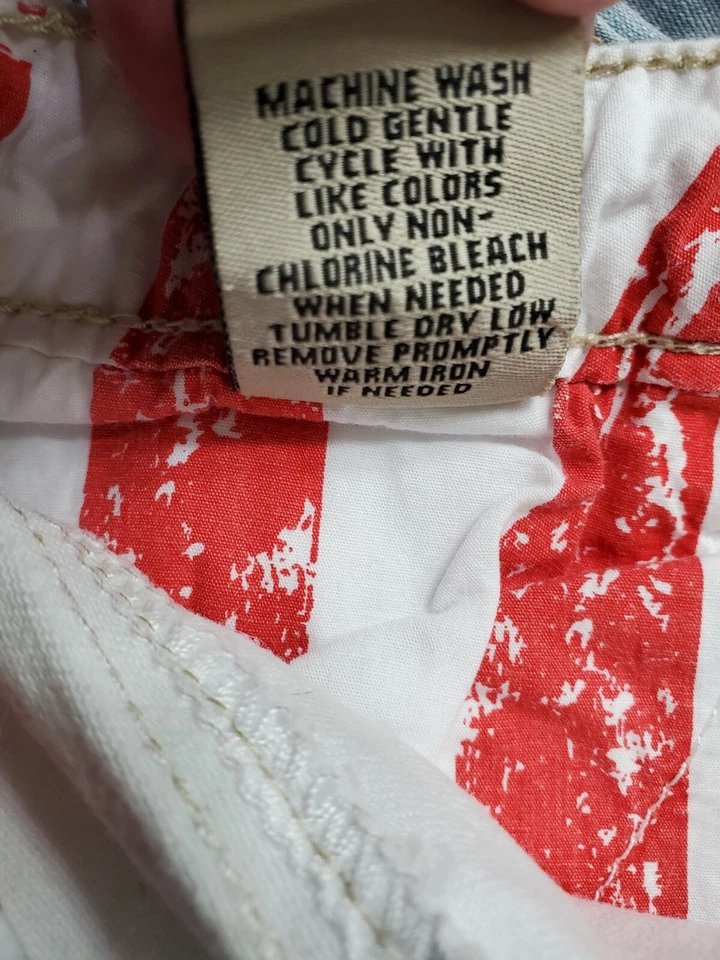 MACHINE WASH
COLD GENTLE
CYCLE WITH
LIKE COLORS
ONLY NON-
CHLORINE BLEACH
WHEN NEEDED
TUMBLE DRY LOW
REMOVE PROMPTLY
WARM IRON
IF NEEDED